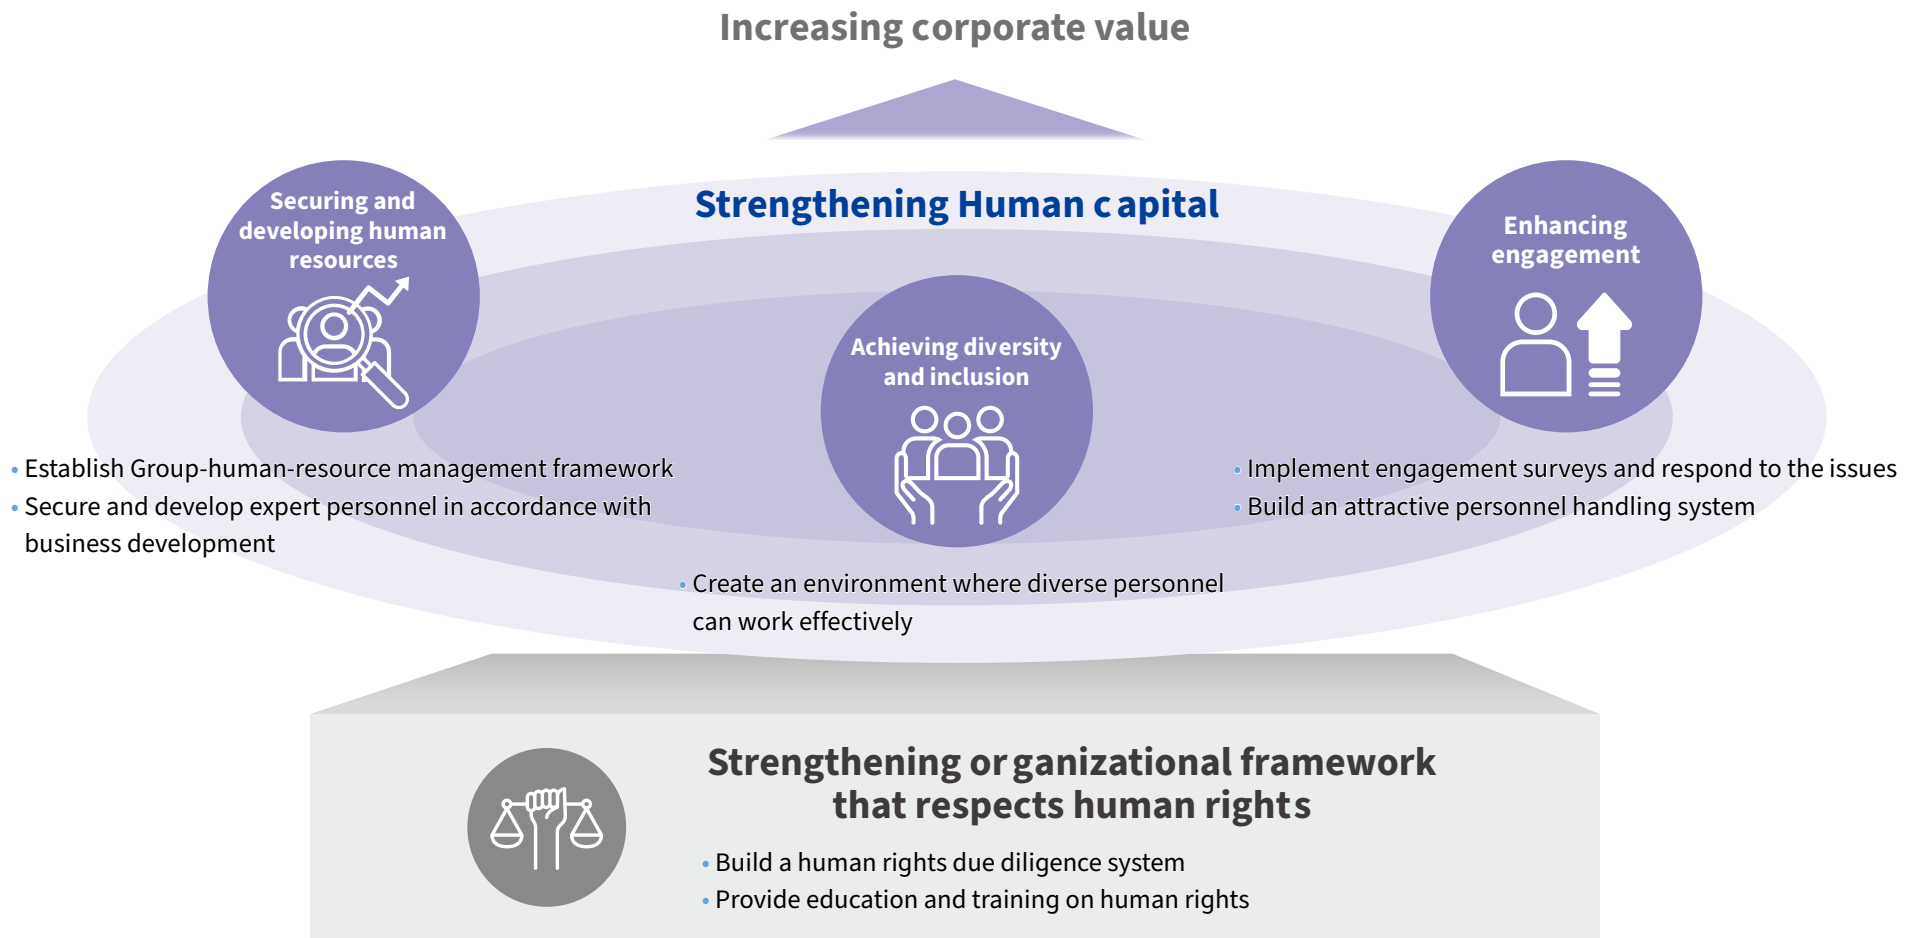 Increasing corporate value
Strengthening Human capital
Securing and
developing human
resources
• Establish Group-human-resource management framework
• Secure and develop expert personnel in accordance with
business development
Achieving diversity
and inclusion
• Create an environment where diverse personnel
can work effectively
Enhancing
engagement
• Implement engagement surveys and respond to the issues
• Build an attractive personnel handling system
Strengthening organizational framework
that respects human rights
• Build a human rights due diligence system
• Provide education and training on human rights